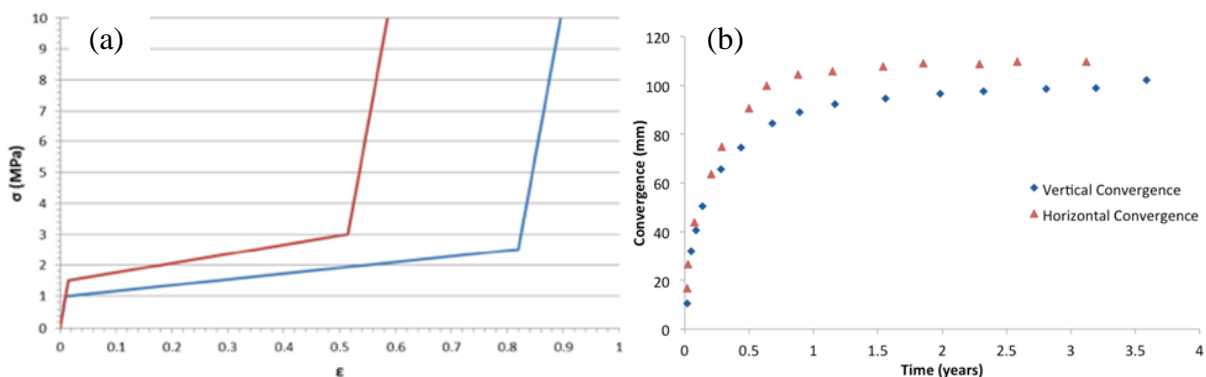 (a)
10
9
8
7
6
5
4
3
2
1
0
σ (MPa)
0 0.1 0.2 0.3 0.4 0.5 0.6 0.7 0.8 0.9 1
ε
(b)
120
100
80
60
40
20
0
Convergence (mm)
Vertical Convergence
Horizontal Convergence
0 0.5 1 1.5 2 2.5 3 3.5 4
Time (years)